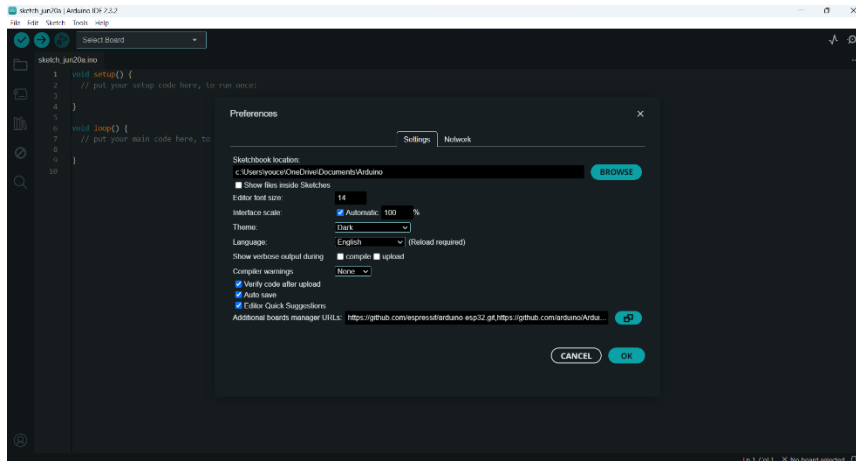 sketch_jun20a | Arduino IDE 2.3.2
File Edit Sketch Tools Help
Select Board
sketch_jun20a.ino
1 void setup() {
2 // put your setup code here, to run once:
3
4 }
5
6 void loop() {
7 // put your main code here, to
8
9 }
10
Preferences
Settings Network
Sketchbook location:
c:\Users\youce\OneDrive\Documents\Arduino
BROWSE
Show files inside Sketches
Editor font size: 14
Interface scale: Automatic 100 %
Theme: Dark
Language: English (Reload required)
Show verbose output during compile upload
Compiler warnings None
Verify code after upload
Auto save
Editor Quick Suggestions
Additional boards manager URLs: https://github.com/espressif/arduino-esp32.git,https://github.com/arduino/Ardui...
CANCEL OK
Ln 1, Col 1 No board selected